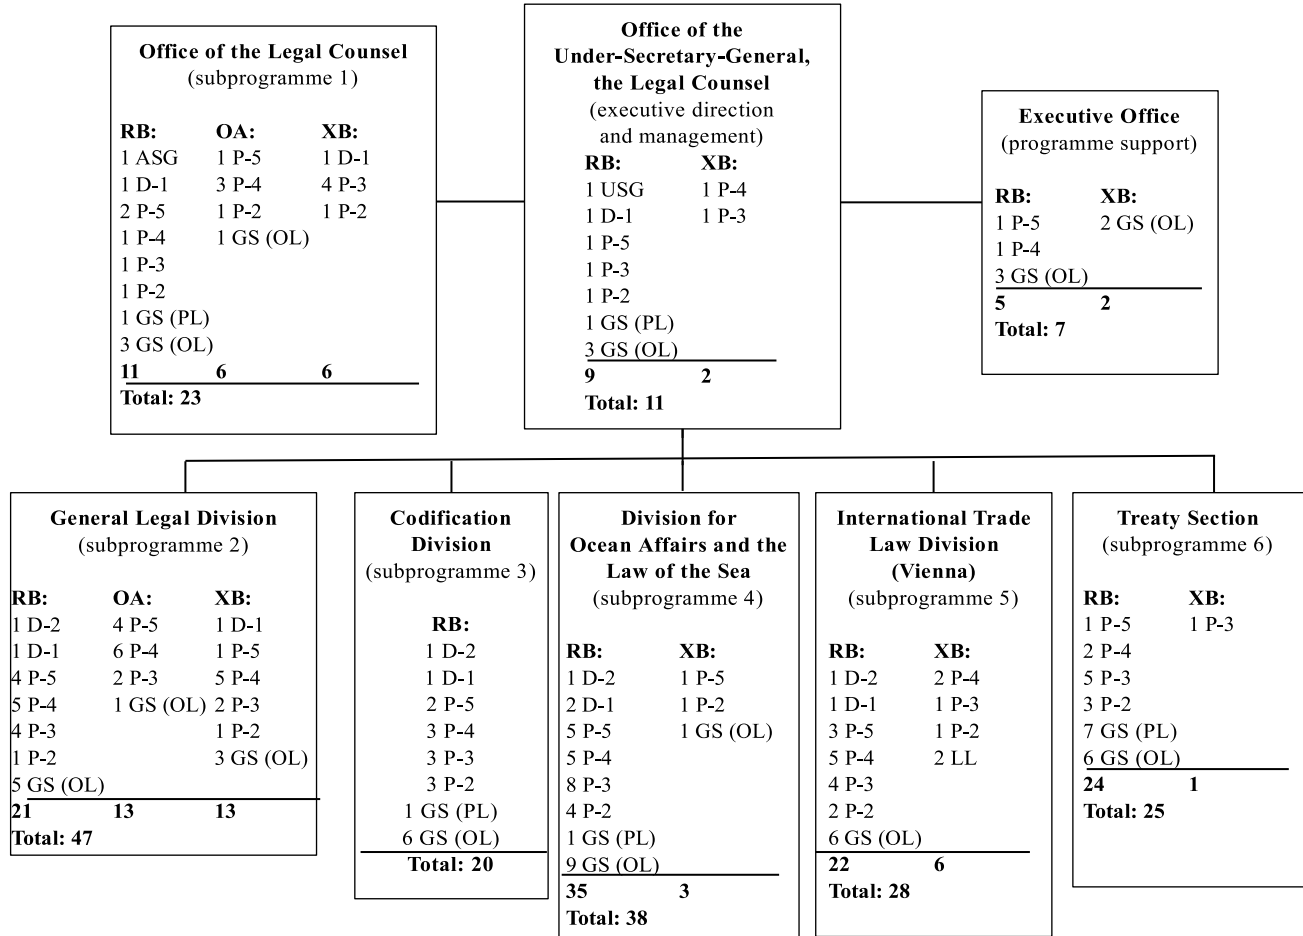 Office of the Legal Counsel
(subprogramme 1)
RB: OA: XB:
1 ASG 1 P-5 1 D-1
1 D-1 3 P-4 4 P-3
2 P-5 1 P-2 1 P-2
1 P-4 1 GS (OL)
1 P-3
1 P-2
1 GS (PL)
3 GS (OL)
11 6 6
Total: 23
Office of the
Under-Secretary-General,
the Legal Counsel
(executive direction
and management)
RB: XB:
1 USG 1 P-4
1 D-1 1 P-3
1 P-5
1 P-3
1 P-2
1 GS (PL)
3 GS (OL)
9 2
Total: 11
Executive Office
(programme support)
RB: XB:
1 P-5 2 GS (OL)
1 P-4
3 GS (OL)
5 2
Total: 7
General Legal Division
(subprogramme 2)
RB: OA: XB:
1 D-2 4 P-5 1 D-1
1 D-1 6 P-4 1 P-5
4 P-5 2 P-3 5 P-4
5 P-4 1 GS (OL) 2 P-3
4 P-3 1 P-2
1 P-2 3 GS (OL)
5 GS (OL)
21 13 13
Total: 47
Codification
Division
(subprogramme 3)
RB:
1 D-2
1 D-1
2 P-5
3 P-4
3 P-3
3 P-2
1 GS (PL)
6 GS (OL)
Total: 20
Division for
Ocean Affairs and the
Law of the Sea
(subprogramme 4)
RB: XB:
1 D-2 1 P-5
2 D-1 1 P-2
5 P-5 1 GS (OL)
5 P-4
8 P-3
4 P-2
1 GS (PL)
9 GS (OL)
35 3
Total: 38
International Trade
Law Division
(Vienna)
(subprogramme 5)
RB: XB:
1 D-2 2 P-4
1 D-1 1 P-3
3 P-5 1 P-2
5 P-4 2 LL
4 P-3
2 P-2
6 GS (OL)
22 6
Total: 28
Treaty Section
(subprogramme 6)
RB: XB:
1 P-5 1 P-3
2 P-4
5 P-3
3 P-2
7 GS (PL)
6 GS (OL)
24 1
Total: 25